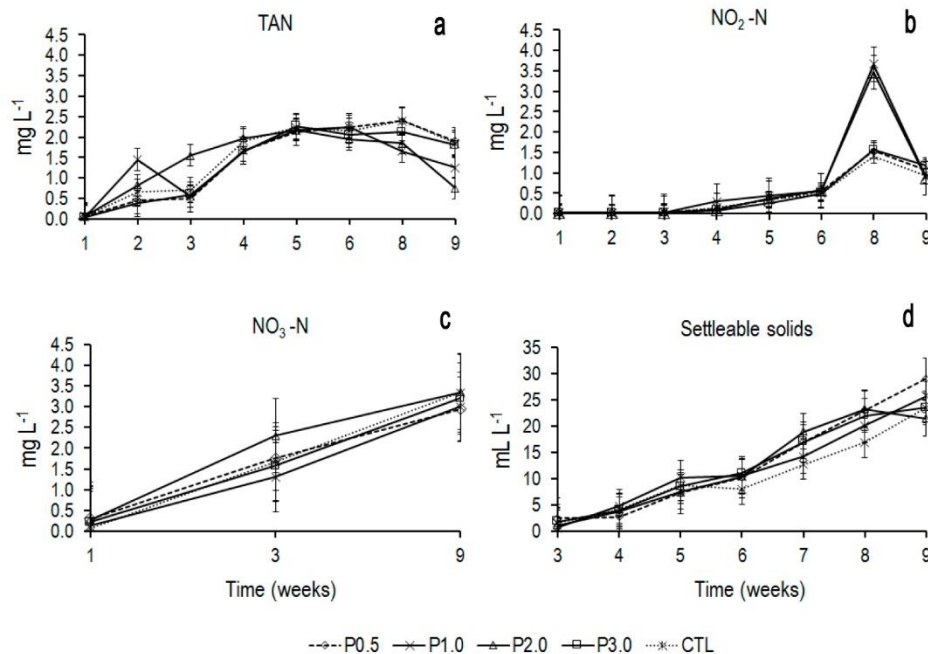 TAN
a
mg L⁻¹
4.5
4.0
3.5
3.0
2.5
2.0
1.5
1.0
0.5
0.0
1 2 3 4 5 6 8 9
NO₂-N
b
mg L⁻¹
4.5
4.0
3.5
3.0
2.5
2.0
1.5
1.0
0.5
0.0
1 2 3 4 5 6 8 9
NO₃-N
c
mg L⁻¹
4.5
4.0
3.5
3.0
2.5
2.0
1.5
1.0
0.5
0.0
1 3 9
Time (weeks)
Settleable solids
d
mL L⁻¹
35
30
25
20
15
10
5
0
3 4 5 6 7 8 9
Time (weeks)
P0.5 P1.0 P2.0 P3.0 CTL